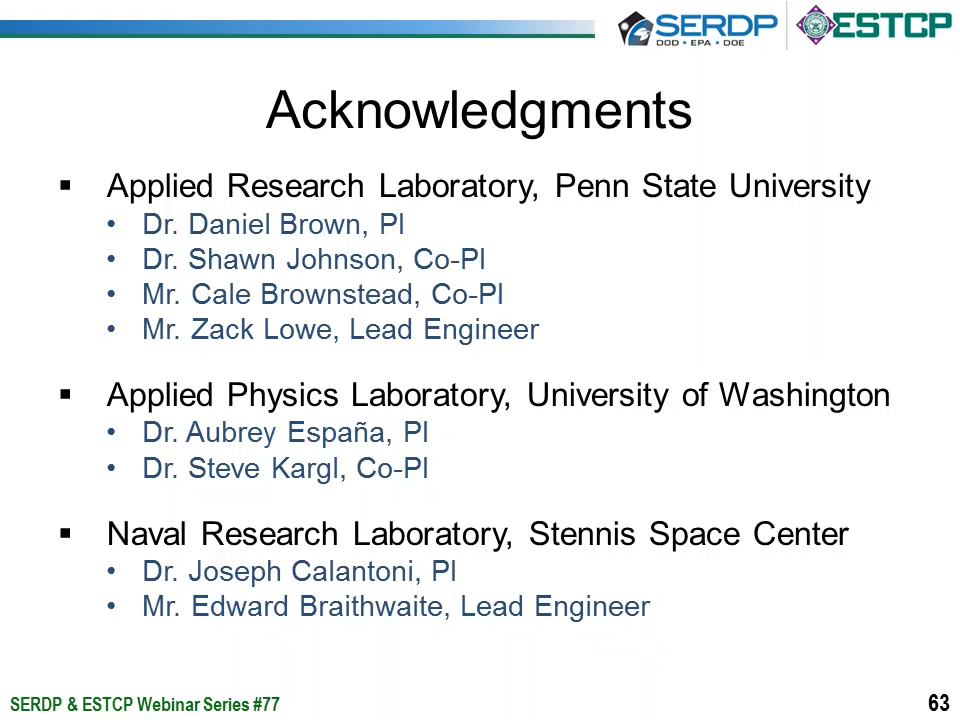 SERDP
DOD • EPA • DOE
ESTCP
Acknowledgments
▪ Applied Research Laboratory, Penn State University
• Dr. Daniel Brown, PI
• Dr. Shawn Johnson, Co-PI
• Mr. Cale Brownstead, Co-PI
• Mr. Zack Lowe, Lead Engineer
▪ Applied Physics Laboratory, University of Washington
• Dr. Aubrey España, PI
• Dr. Steve Kargl, Co-PI
▪ Naval Research Laboratory, Stennis Space Center
• Dr. Joseph Calantoni, PI
• Mr. Edward Braithwaite, Lead Engineer
SERDP & ESTCP Webinar Series #77
63